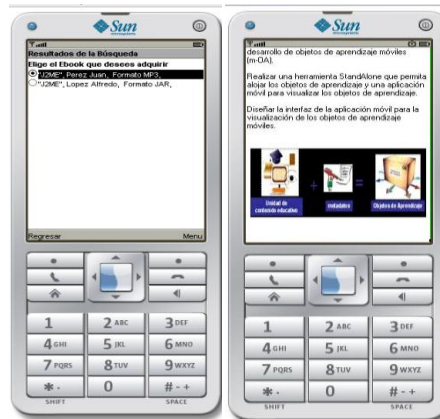 Sun
Resultados de la Búsqueda
Elige el Ebook que desees adquirir
"J2ME", Perez Juan, Formato MP3,
"J2ME", Lopez Alfredo, Formato JAR,
Regresar Menu
1 2 ABC 3 DEF
4 GHI 5 JKL 6 MNO
7 PQRS 8 TUV 9 WXYZ
* . 0 # - +
SHIFT SPACE
Sun
desarrollo de objetos de aprendizaje móviles
(m-OA).
Realizar una herramienta StandAlone que permita
alojar los objetos de aprendizaje y una aplicación
móvil para visualizar los objetos de aprendizaje.
Diseñar la interfaz de la aplicación móvil para la
visualización de los objetos de aprendizaje
móviles.
+ =
Unidad de
contenido educativo
metadatos
Objetos de Aprendizaje
1 2 ABC 3 DEF
4 GHI 5 JKL 6 MNO
7 PQRS 8 TUV 9 WXYZ
* . 0 # - +
SHIFT SPACE